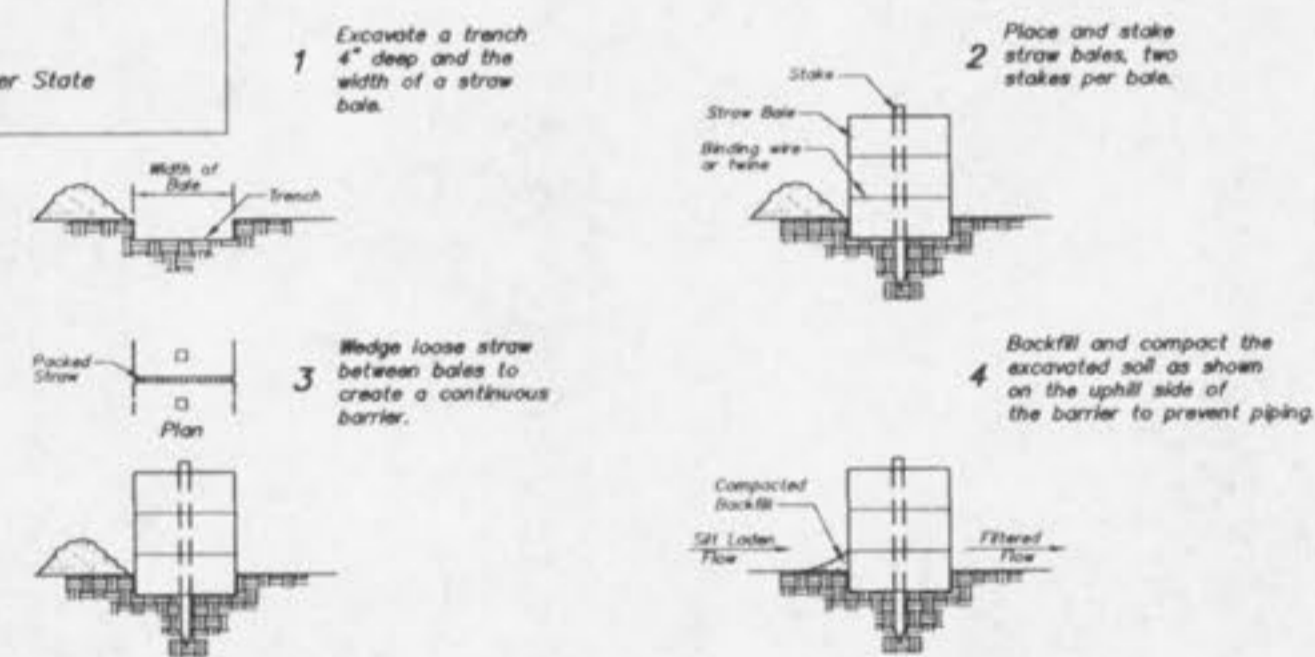 er State
1
Excavate a trench
4" deep and the
width of a straw
bale.
Width of
Bale
Trench
2
Place and stake
straw bales, two
stakes per bale.
Stake
Straw Bale
Binding wire
or twine
3
Wedge loose straw
between bales to
create a continuous
barrier.
Packed
Straw
Plan
4
Backfill and compact the
excavated soil as shown
on the uphill side of
the barrier to prevent piping.
Compacted
Backfill
Silt Laden
Flow
Filtered
Flow